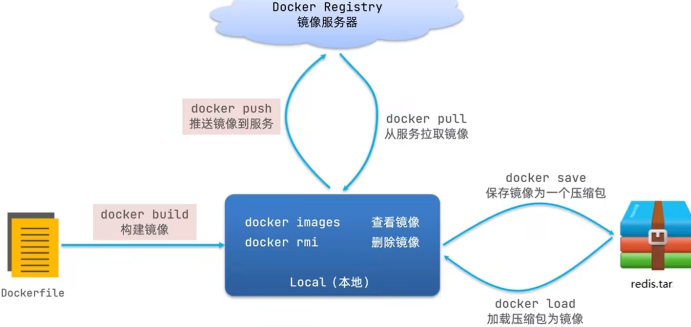 Docker Registry
镜像服务器
docker push
推送镜像到服务
docker pull
从服务拉取镜像
docker save
保存镜像为一个压缩包
docker build
构建镜像
docker images 查看镜像
docker rmi 删除镜像
Local（本地）
Dockerfile
redis.tar
docker load
加载压缩包为镜像